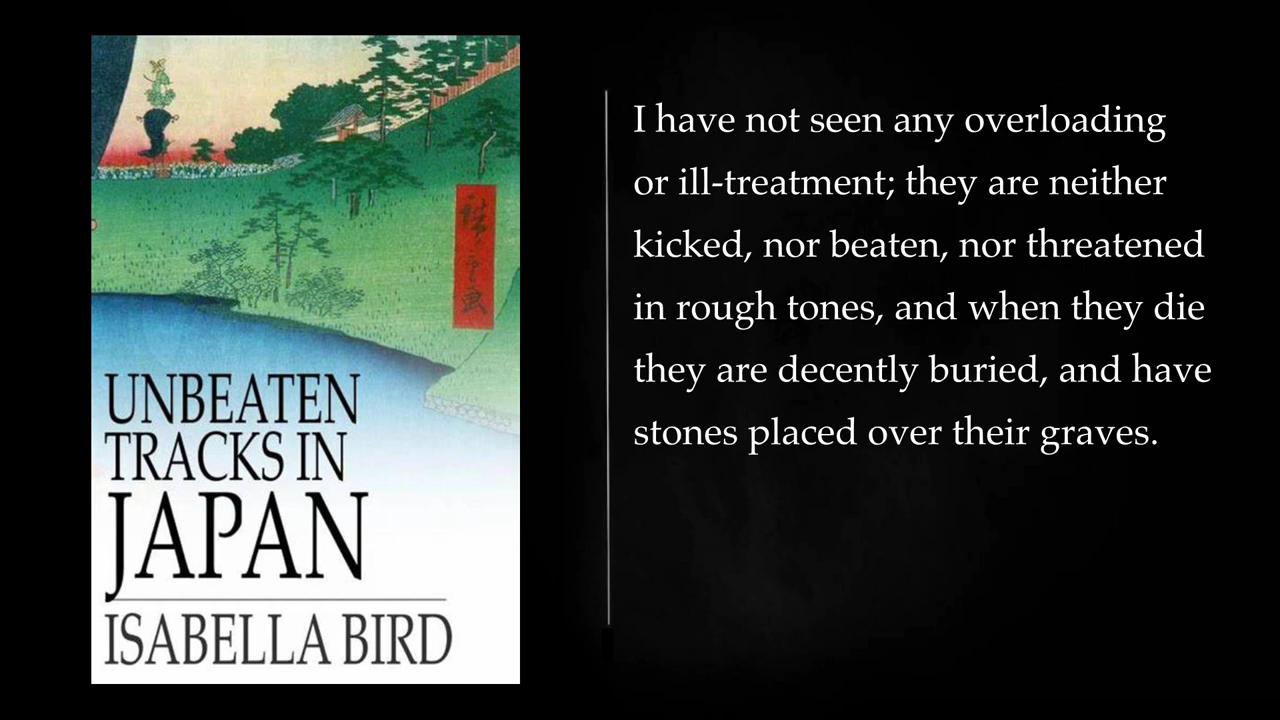 UNBEATEN
TRACKS IN
JAPAN
ISABELLA BIRD
I have not seen any overloading
or ill-treatment; they are neither
kicked, nor beaten, nor threatened
in rough tones, and when they die
they are decently buried, and have
stones placed over their graves.